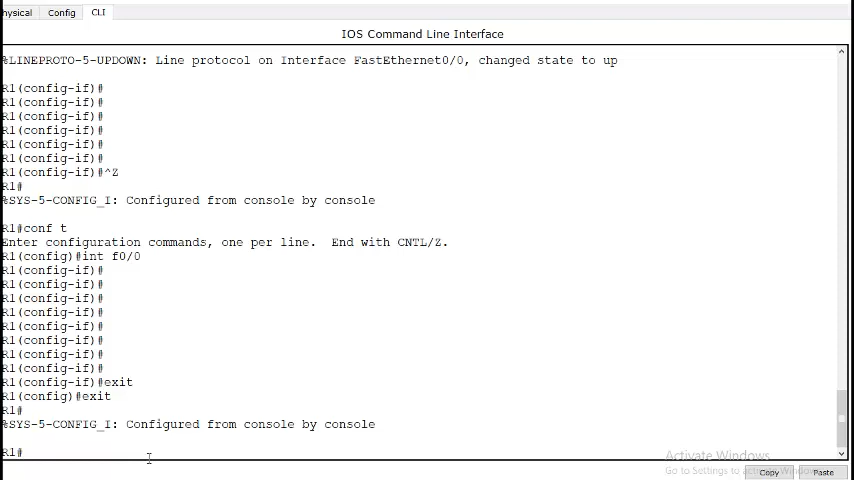 hysical Config CLI
IOS Command Line Interface
%LINEPROTO-5-UPDOWN: Line protocol on Interface FastEthernet0/0, changed state to up
R1(config-if)#
R1(config-if)#
R1(config-if)#
R1(config-if)#
R1(config-if)#
R1(config-if)#
R1(config-if)#^Z
R1#
%SYS-5-CONFIG_I: Configured from console by console
R1#conf t
Enter configuration commands, one per line.  End with CNTL/Z.
R1(config)#int f0/0
R1(config-if)#
R1(config-if)#
R1(config-if)#
R1(config-if)#
R1(config-if)#
R1(config-if)#
R1(config-if)#
R1(config-if)#
R1(config-if)#exit
R1(config)#exit
R1#
%SYS-5-CONFIG_I: Configured from console by console
R1#
Activate Windows
Go to Settings to activate Windows.
Copy Paste